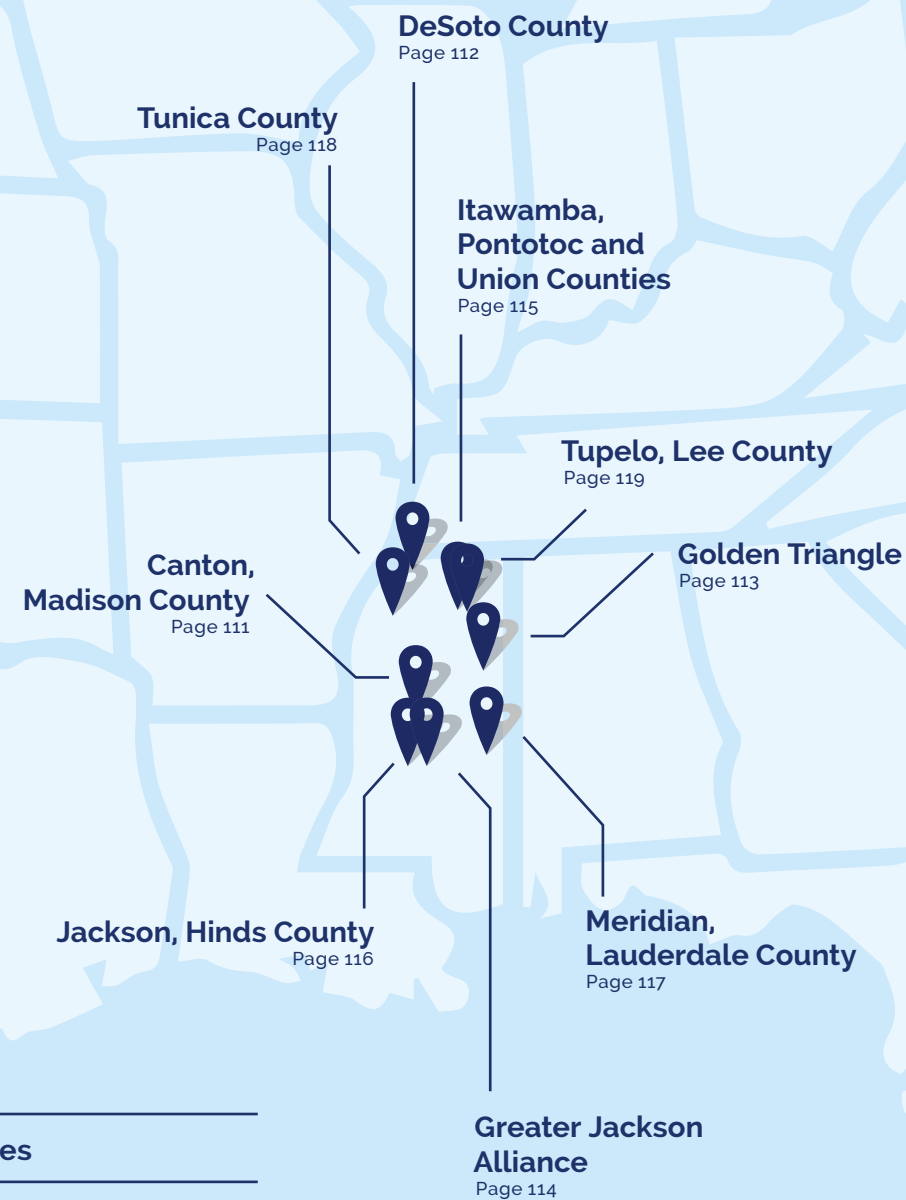 DeSoto County
Page 112
Tunica County
Page 118
Itawamba,
Pontotoc and
Union Counties
Page 115
Tupelo, Lee County
Page 119
Golden Triangle
Page 113
Canton,
Madison County
Page 111
Jackson, Hinds County
Page 116
Meridian,
Lauderdale County
Page 117
Greater Jackson
Alliance
Page 114
es